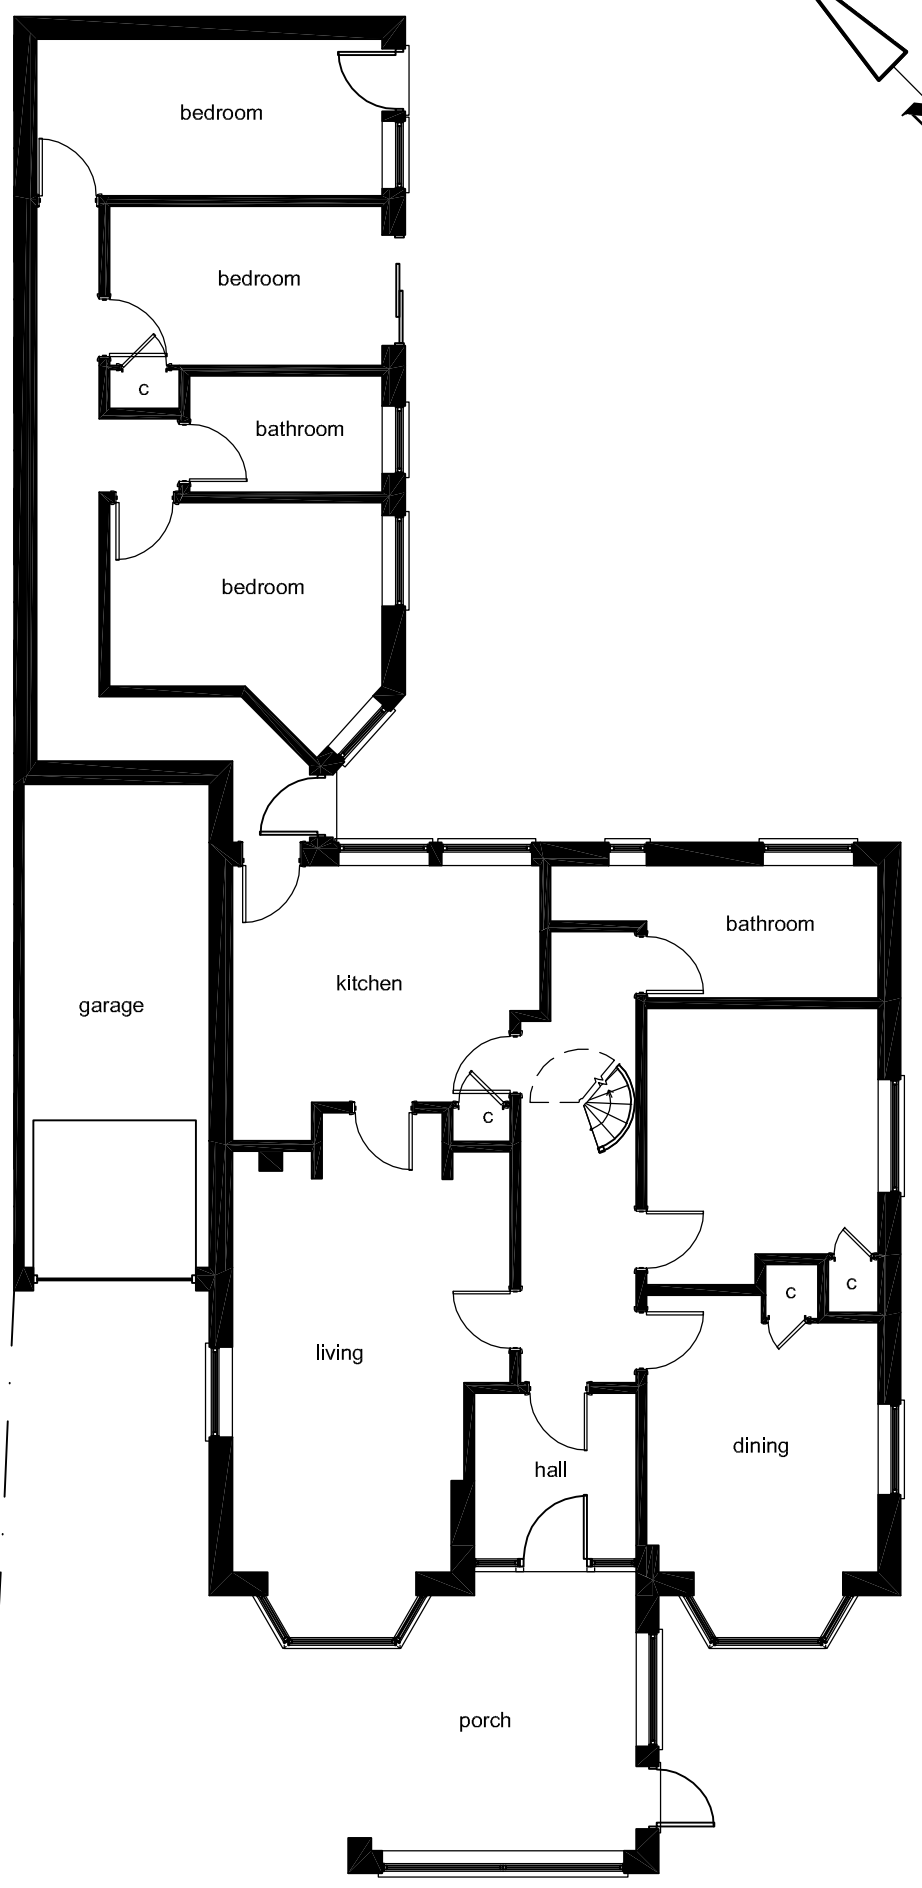 bedroom
bedroom
c
bathroom
bedroom
bathroom
kitchen
garage
c
c
c
living
dining
hall
porch